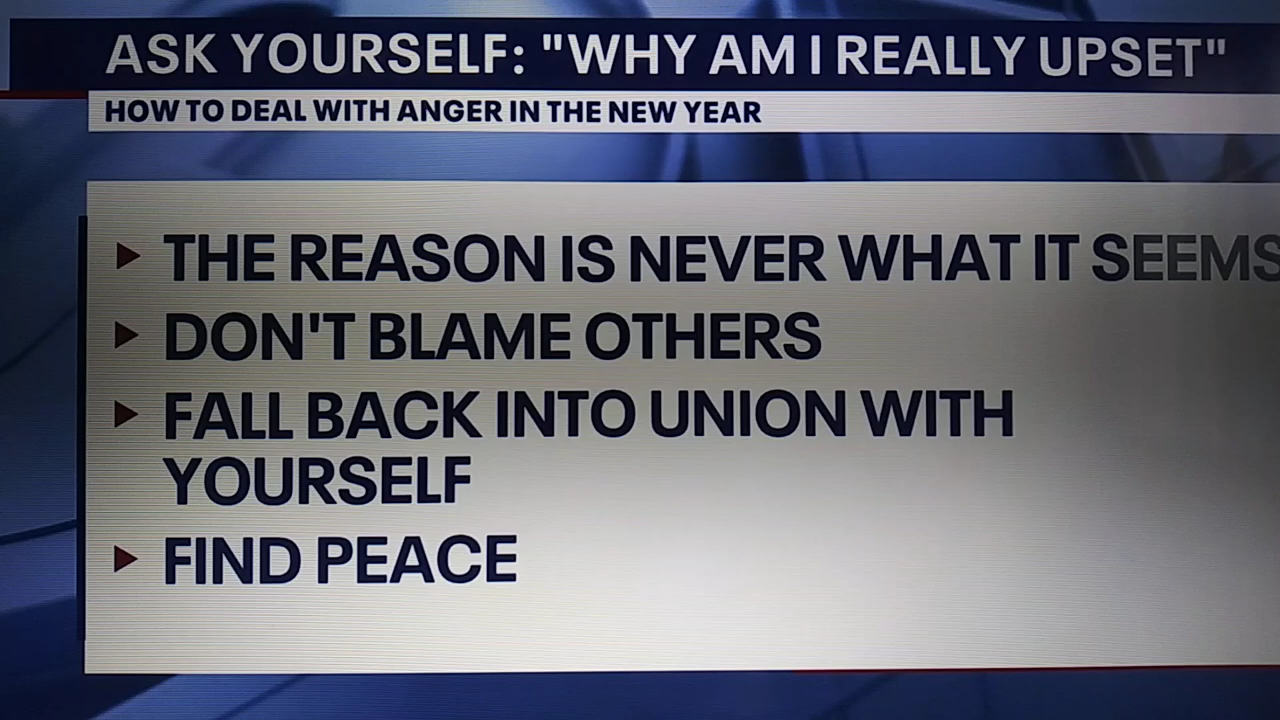 ASK YOURSELF: "WHY AM I REALLY UPSET"
HOW TO DEAL WITH ANGER IN THE NEW YEAR
THE REASON IS NEVER WHAT IT SEEMS
DON'T BLAME OTHERS
FALL BACK INTO UNION WITH
YOURSELF
FIND PEACE